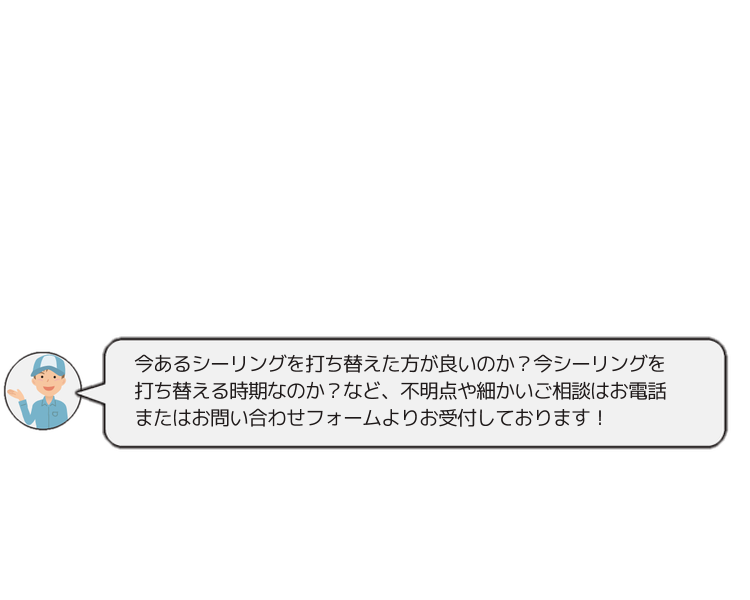 今あるシーリングを打ち替えた方が良いのか？今シーリングを
打ち替える時期なのか？など、不明点や細かいご相談はお電話
またはお問い合わせフォームよりお受付しております！